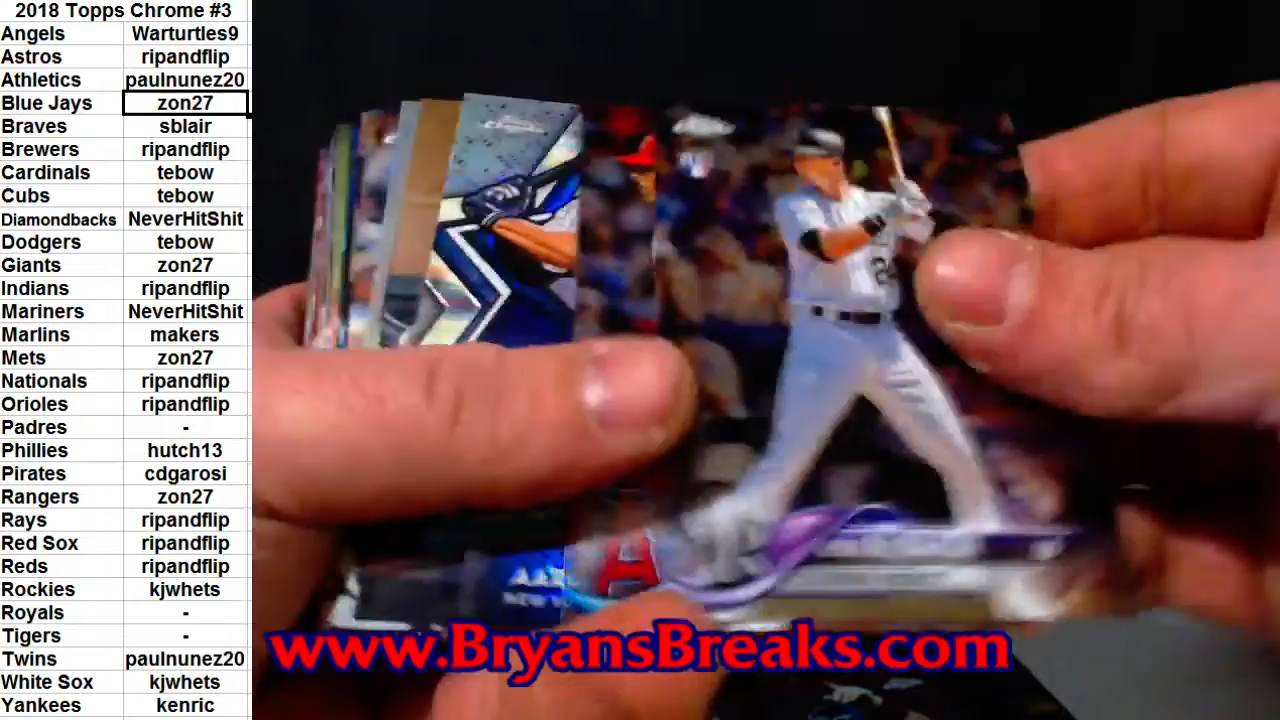 2018 Topps Chrome #3
Angels Warturtles9
Astros ripandflip
Athletics paulnunez20
Blue Jays zon27
Braves sblair
Brewers ripandflip
Cardinals tebow
Cubs tebow
Diamondbacks NeverHitShit
Dodgers tebow
Giants zon27
Indians ripandflip
Mariners NeverHitShit
Marlins makers
Mets zon27
Nationals ripandflip
Orioles ripandflip
Padres -
Phillies hutch13
Pirates cdgarosi
Rangers zon27
Rays ripandflip
Red Sox ripandflip
Reds ripandflip
Rockies kjwhets
Royals -
Tigers -
Twins paulnunez20
White Sox kjwhets
Yankees kenric
A
www.BryansBreaks.com